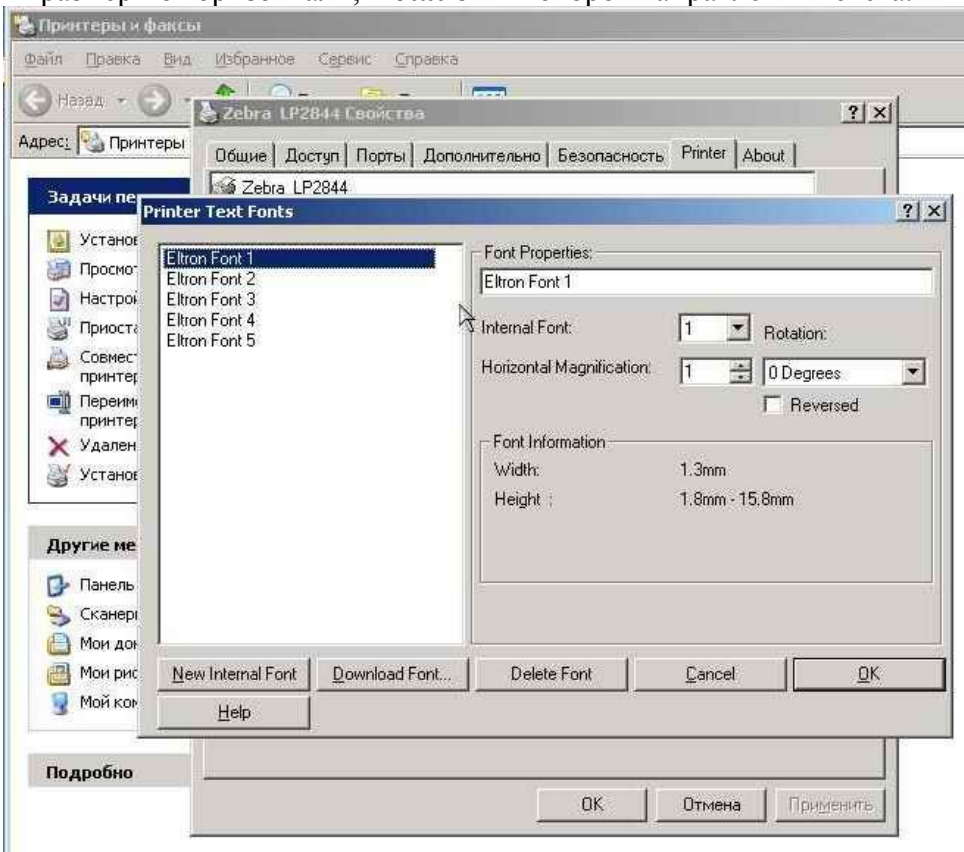 Принтеры и факсы
Файл Правка Вид Избранное Сервис Справка
Назад
Адрес: Принтеры
Zebra LP2844 Свойства
Общие Доступ Порты Дополнительно Безопасность Printer About
Zebra LP2844
Printer Text Fonts
Eltron Font 1
Eltron Font 2
Eltron Font 3
Eltron Font 4
Eltron Font 5
Font Properties:
Eltron Font 1
Internal Font: 1 Rotation:
Horizontal Magnification: 1 0 Degrees
Reversed
Font Information
Width: 1.3mm
Height : 1.8mm - 15.8mm
New Internal Font Download Font... Delete Font Cancel OK
Help
Задачи пе
Установ
Просмо
Настрой
Приоста
Совмес
принтер
Переим
принтер
Удален
Установ
Другие ме
Панель
Сканеры
Мои док
Мои рис
Мой ком
Подробно
OK Отмена Применить